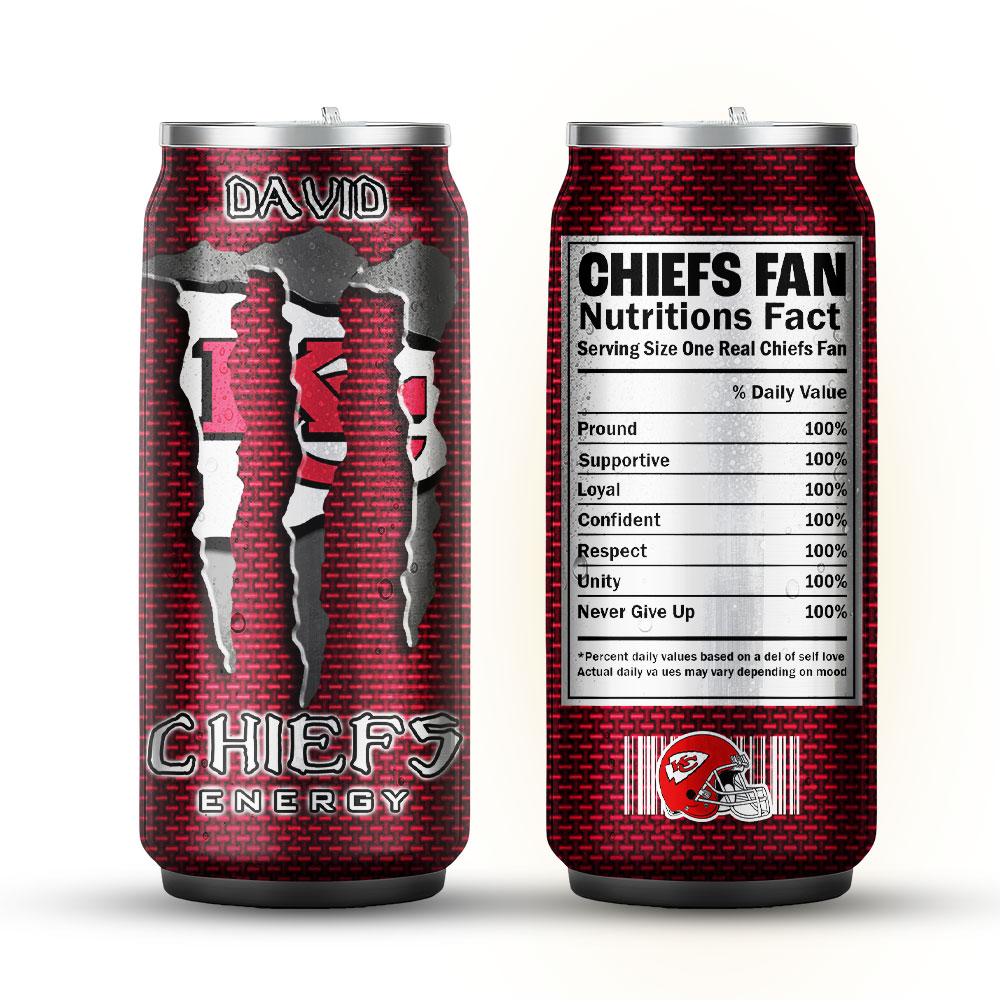 DAVID
CHIEFS
ENERGY
CHIEFS FAN
Nutritions Fact
Serving Size One Real Chiefs Fan
% Daily Value
Pround 100%
Supportive 100%
Loyal 100%
Confident 100%
Respect 100%
Unity 100%
Never Give Up 100%
*Percent daily values based on a del of self love
Actual daily va ues may vary depending on mood
KC